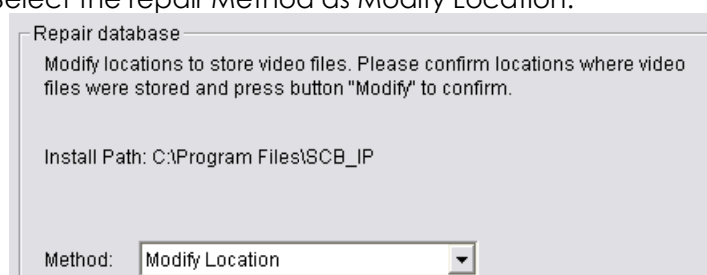 Select the repair Method as Modify Location.
Repair database
Modify locations to store video files. Please confirm locations where video
files were stored and press button "Modify" to confirm.
Install Path: C:\Program Files\SCB_IP
Method: Modify Location